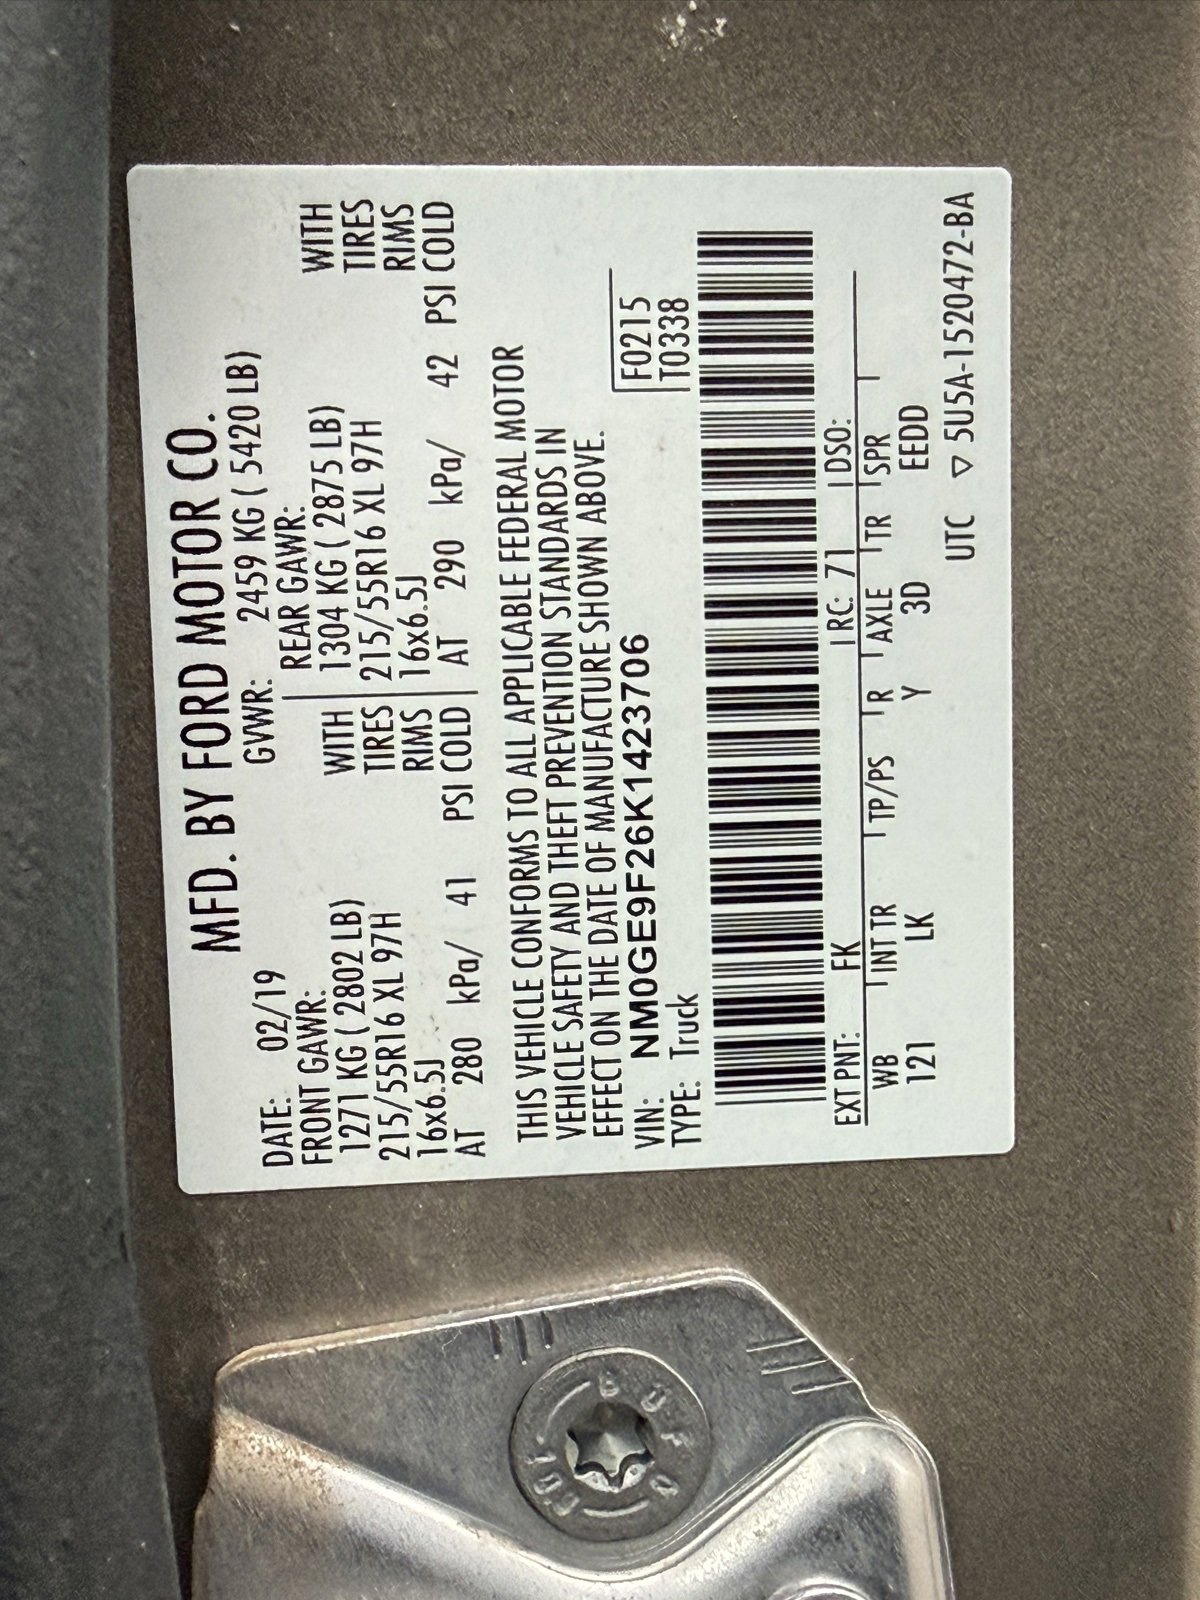 MFD. BY FORD MOTOR CO.
DATE: 02/19 GVWR: 2459 KG ( 5420 LB)
FRONT GAWR: REAR GAWR:
1271 KG ( 2802 LB) WITH 1304 KG ( 2875 LB) WITH
215/55R16 XL 97H TIRES 215/55R16 XL 97H TIRES
16x6.5J RIMS 16x6.5J RIMS
AT 280 kPa/ 41 PSI COLD AT 290 kPa/ 42 PSI COLD
THIS VEHICLE CONFORMS TO ALL APPLICABLE FEDERAL MOTOR
VEHICLE SAFETY AND THEFT PREVENTION STANDARDS IN
EFFECT ON THE DATE OF MANUFACTURE SHOWN ABOVE.
VIN: NM0GE9F26K1423706 F0215
TYPE: Truck T0338
EXT PNT: FK RC: 71 DSO:
WB INT TR TP/PS R AXLE TR SPR
121 LK Y 3D EEDD
UTC ▽ 5U5A-1520472-BA